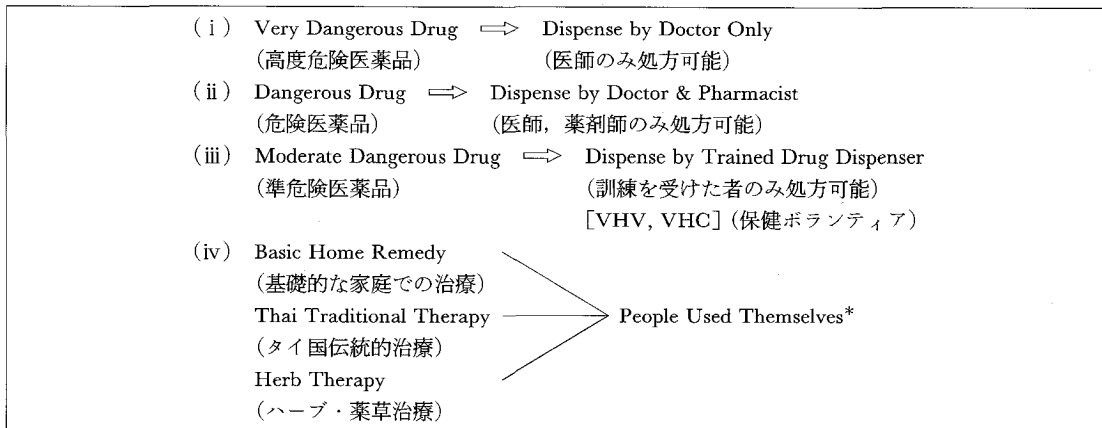 (ⅰ) Very Dangerous Drug ⇨ Dispense by Doctor Only
(高度危険医薬品) (医師のみ処方可能)
(ⅱ) Dangerous Drug ⇨ Dispense by Doctor & Pharmacist
(危険医薬品) (医師，薬剤師のみ処方可能)
(ⅲ) Moderate Dangerous Drug ⇨ Dispense by Trained Drug Dispenser
(準危険医薬品) (訓練を受けた者のみ処方可能)
[VHV, VHC] (保健ボランティア)
(ⅳ) Basic Home Remedy
(基礎的な家庭での治療)
Thai Traditional Therapy People Used Themselves*
(タイ国伝統的治療)
Herb Therapy
(ハーブ・薬草治療)